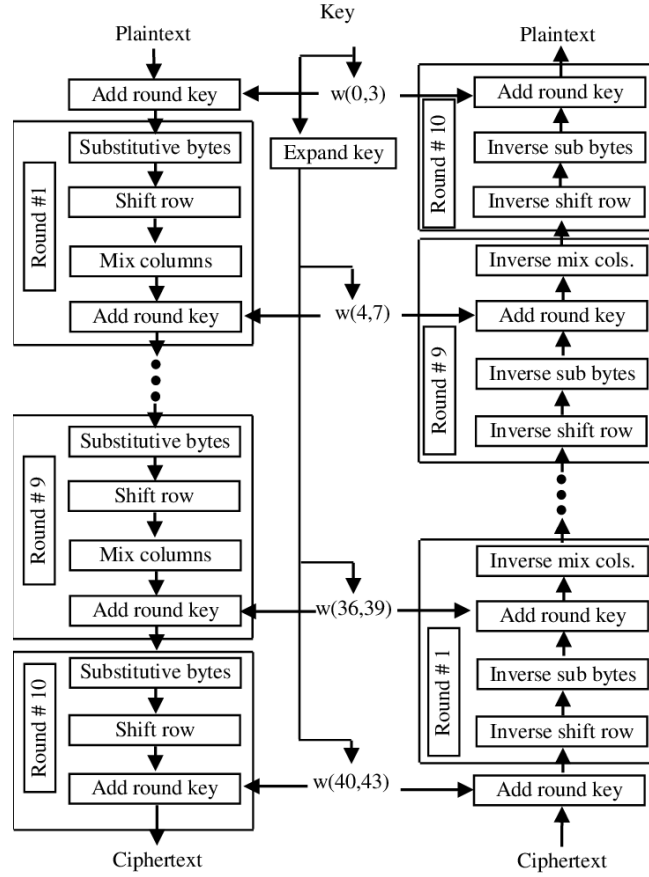 Key
Plaintext
Add round key
Round #1
Substitutive bytes
Shift row
Mix columns
Add round key
Round # 9
Substitutive bytes
Shift row
Mix columns
Add round key
Round # 10
Substitutive bytes
Shift row
Add round key
Ciphertext
w(0,3)
Expand key
w(4,7)
w(36,39)
w(40,43)
Plaintext
Round # 10
Add round key
Inverse sub bytes
Inverse shift row
Round # 9
Inverse mix cols.
Add round key
Inverse sub bytes
Inverse shift row
Round # 1
Inverse mix cols.
Add round key
Inverse sub bytes
Inverse shift row
Add round key
Ciphertext